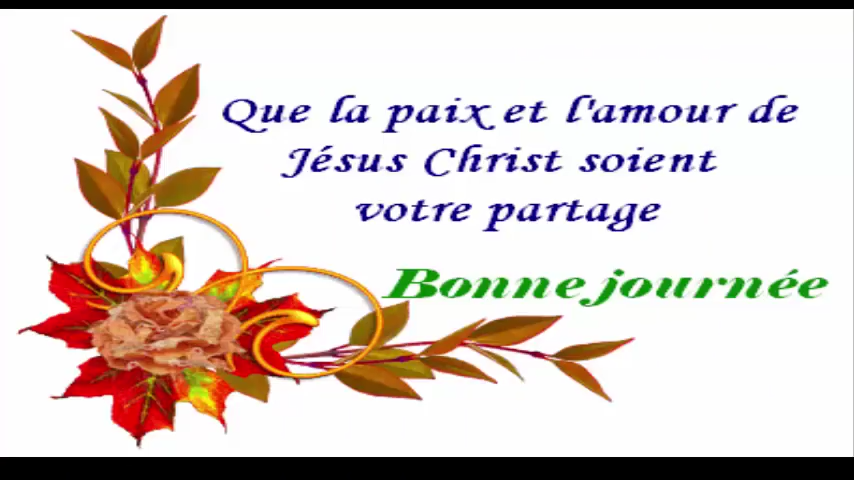 Que la paix et l'amour de
Jésus Christ soient
votre partage
Bonne journée